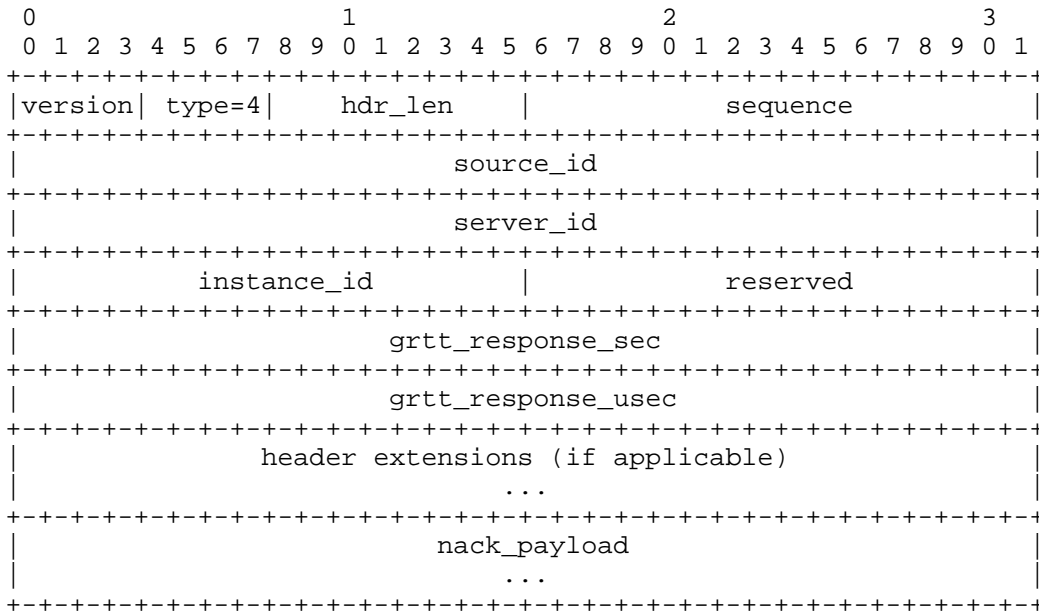 0                   1                   2                   3
 0 1 2 3 4 5 6 7 8 9 0 1 2 3 4 5 6 7 8 9 0 1 2 3 4 5 6 7 8 9 0 1
+-+-+-+-+-+-+-+-+-+-+-+-+-+-+-+-+-+-+-+-+-+-+-+-+-+-+-+-+-+-+-+-+
|version| type=4|    hdr_len    |            sequence           |
+-+-+-+-+-+-+-+-+-+-+-+-+-+-+-+-+-+-+-+-+-+-+-+-+-+-+-+-+-+-+-+-+
|                           source_id                           |
+-+-+-+-+-+-+-+-+-+-+-+-+-+-+-+-+-+-+-+-+-+-+-+-+-+-+-+-+-+-+-+-+
|                           server_id                           |
+-+-+-+-+-+-+-+-+-+-+-+-+-+-+-+-+-+-+-+-+-+-+-+-+-+-+-+-+-+-+-+-+
|           instance_id         |            reserved           |
+-+-+-+-+-+-+-+-+-+-+-+-+-+-+-+-+-+-+-+-+-+-+-+-+-+-+-+-+-+-+-+-+
|                       grtt_response_sec                       |
+-+-+-+-+-+-+-+-+-+-+-+-+-+-+-+-+-+-+-+-+-+-+-+-+-+-+-+-+-+-+-+-+
|                       grtt_response_usec                      |
+-+-+-+-+-+-+-+-+-+-+-+-+-+-+-+-+-+-+-+-+-+-+-+-+-+-+-+-+-+-+-+-+
|               header extensions (if applicable)               |
|                              ...                              |
+-+-+-+-+-+-+-+-+-+-+-+-+-+-+-+-+-+-+-+-+-+-+-+-+-+-+-+-+-+-+-+-+
|                          nack_payload                         |
|                              ...                              |
+-+-+-+-+-+-+-+-+-+-+-+-+-+-+-+-+-+-+-+-+-+-+-+-+-+-+-+-+-+-+-+-+